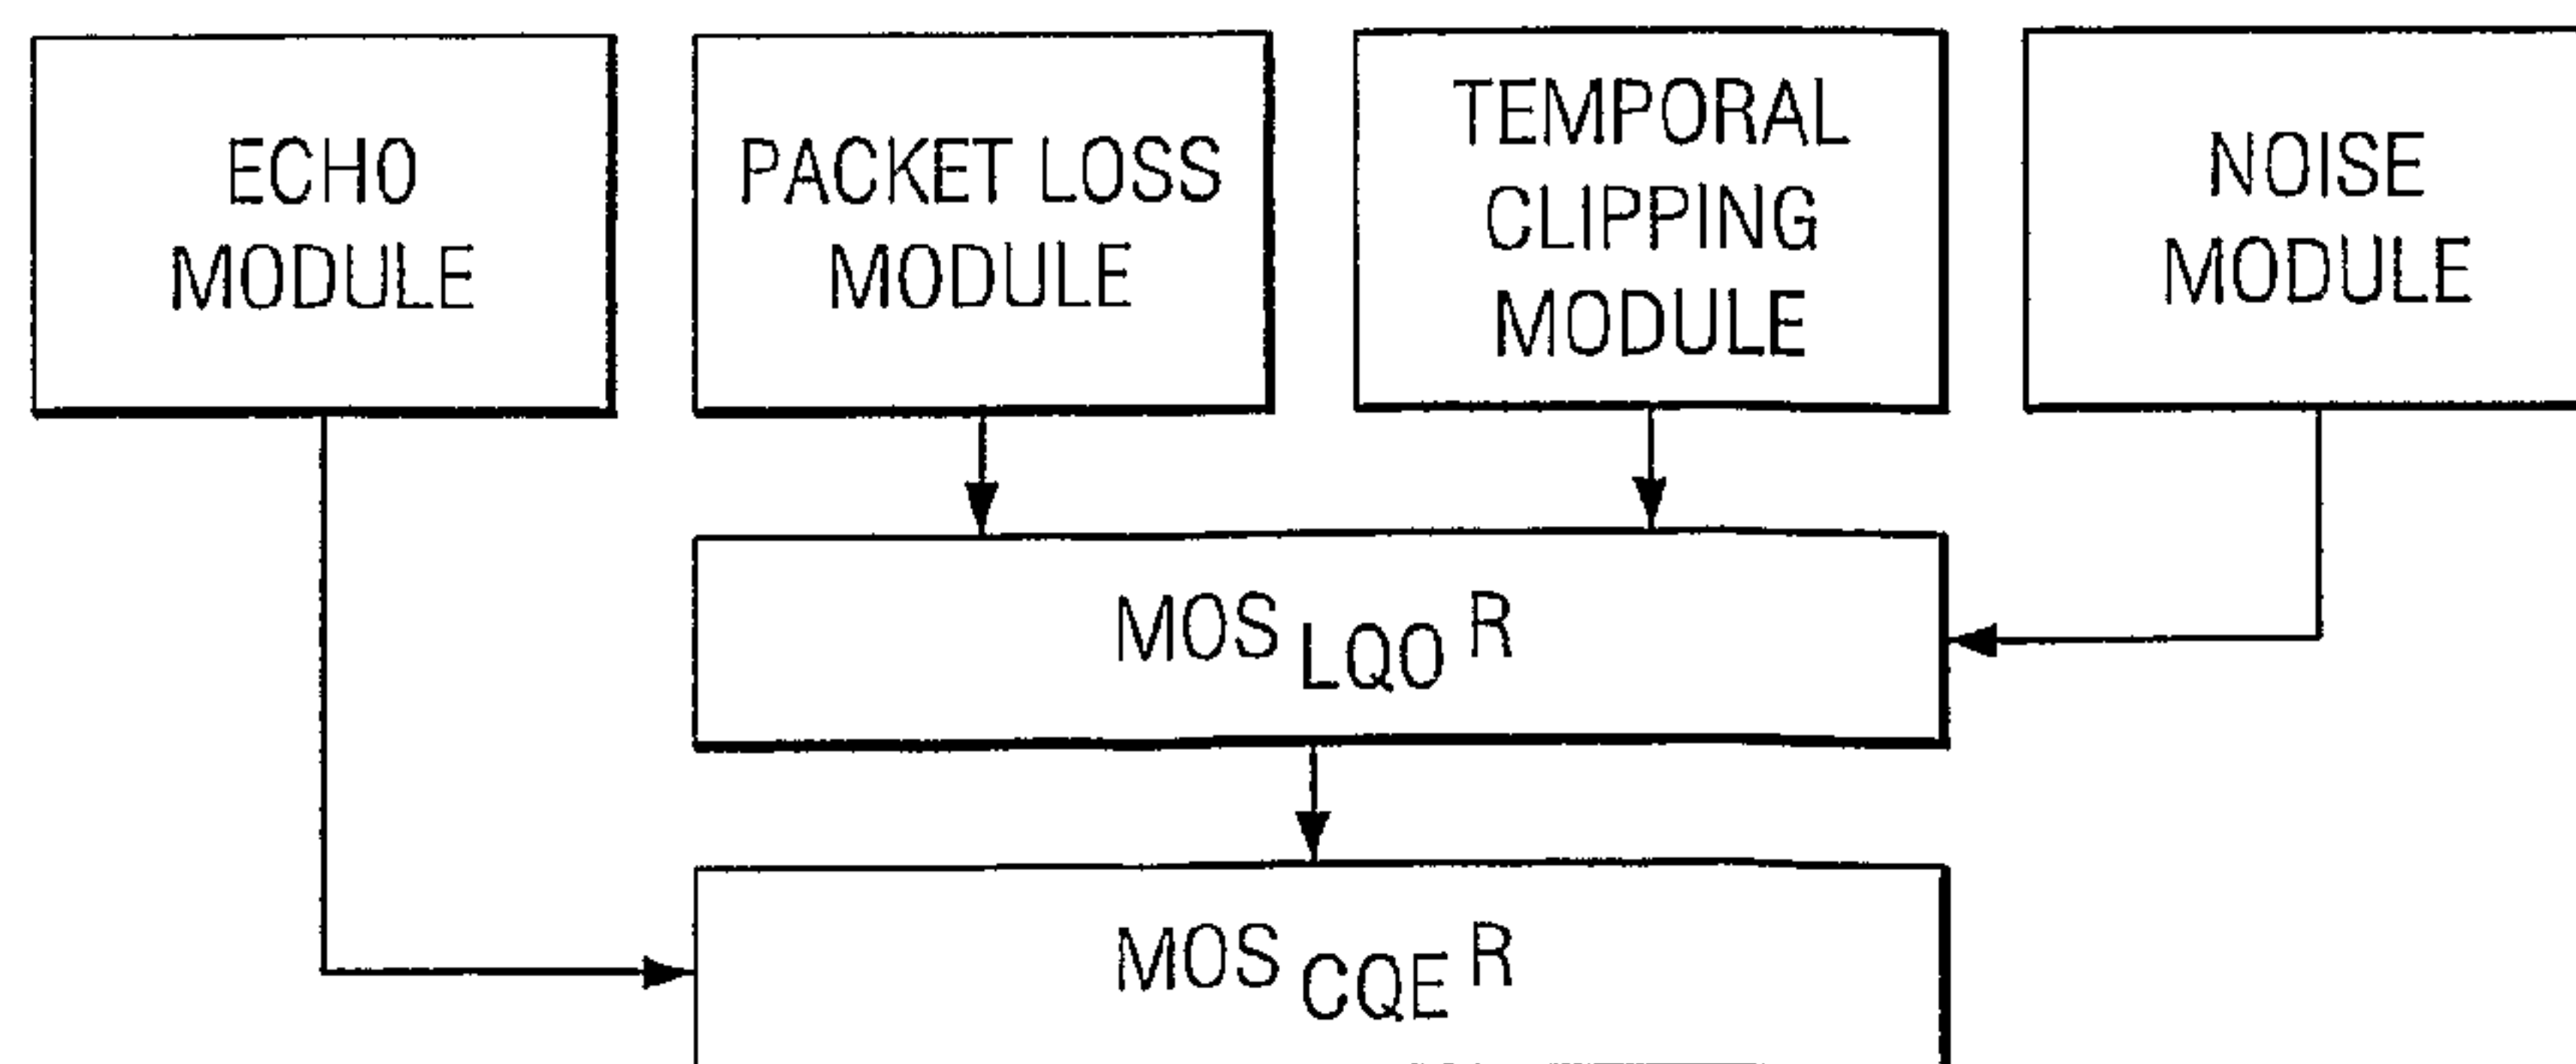 ECHO
MODULE
PACKET LOSS
MODULE
TEMPORAL
CLIPPING
MODULE
NOISE
MODULE
MOS LQO R
MOS CQE R